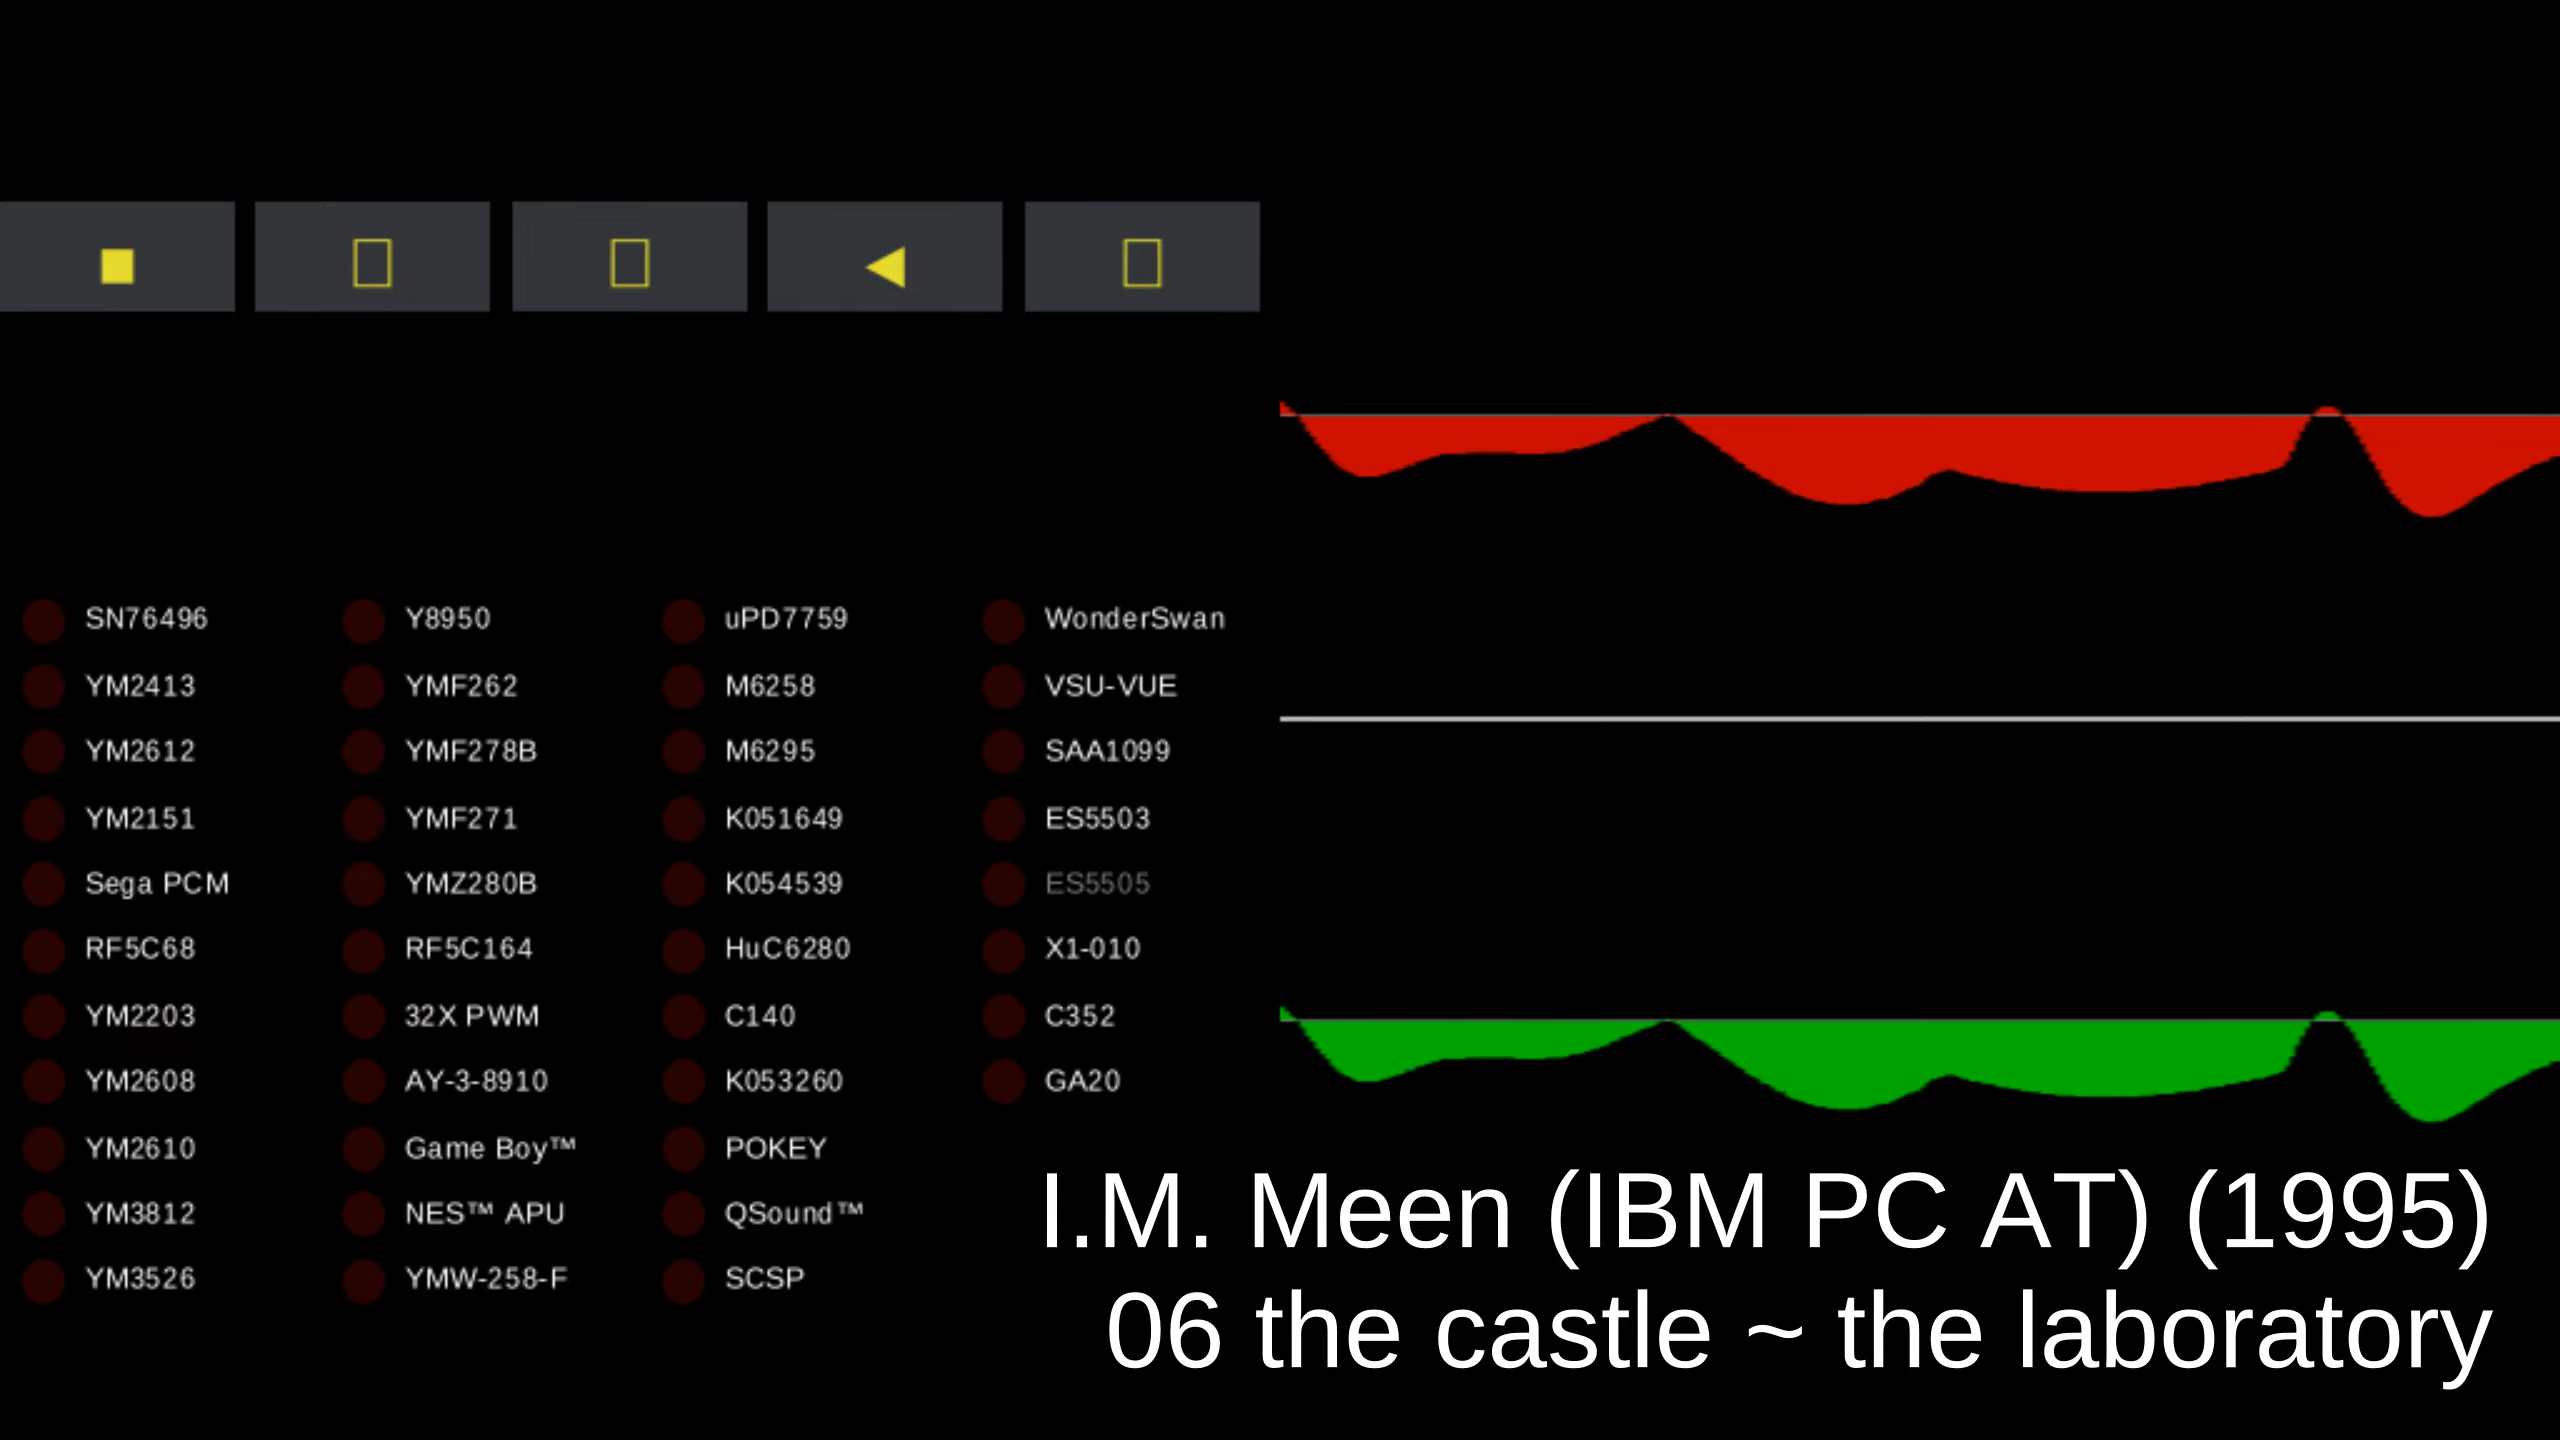 SN76496
YM2413
YM2612
YM2151
Sega PCM
RF5C68
YM2203
YM2608
YM2610
YM3812
YM3526
Y8950
YMF262
YMF278B
YMF271
YMZ280B
RF5C164
32X PWM
AY-3-8910
Game Boy™
NES™ APU
YMW-258-F
uPD7759
M6258
M6295
K051649
K054539
HuC6280
C140
K053260
POKEY
QSound™
SCSP
WonderSwan
VSU-VUE
SAA1099
ES5503
ES5505
X1-010
C352
GA20
I.M. Meen (IBM PC AT) (1995)
06 the castle ~ the laboratory